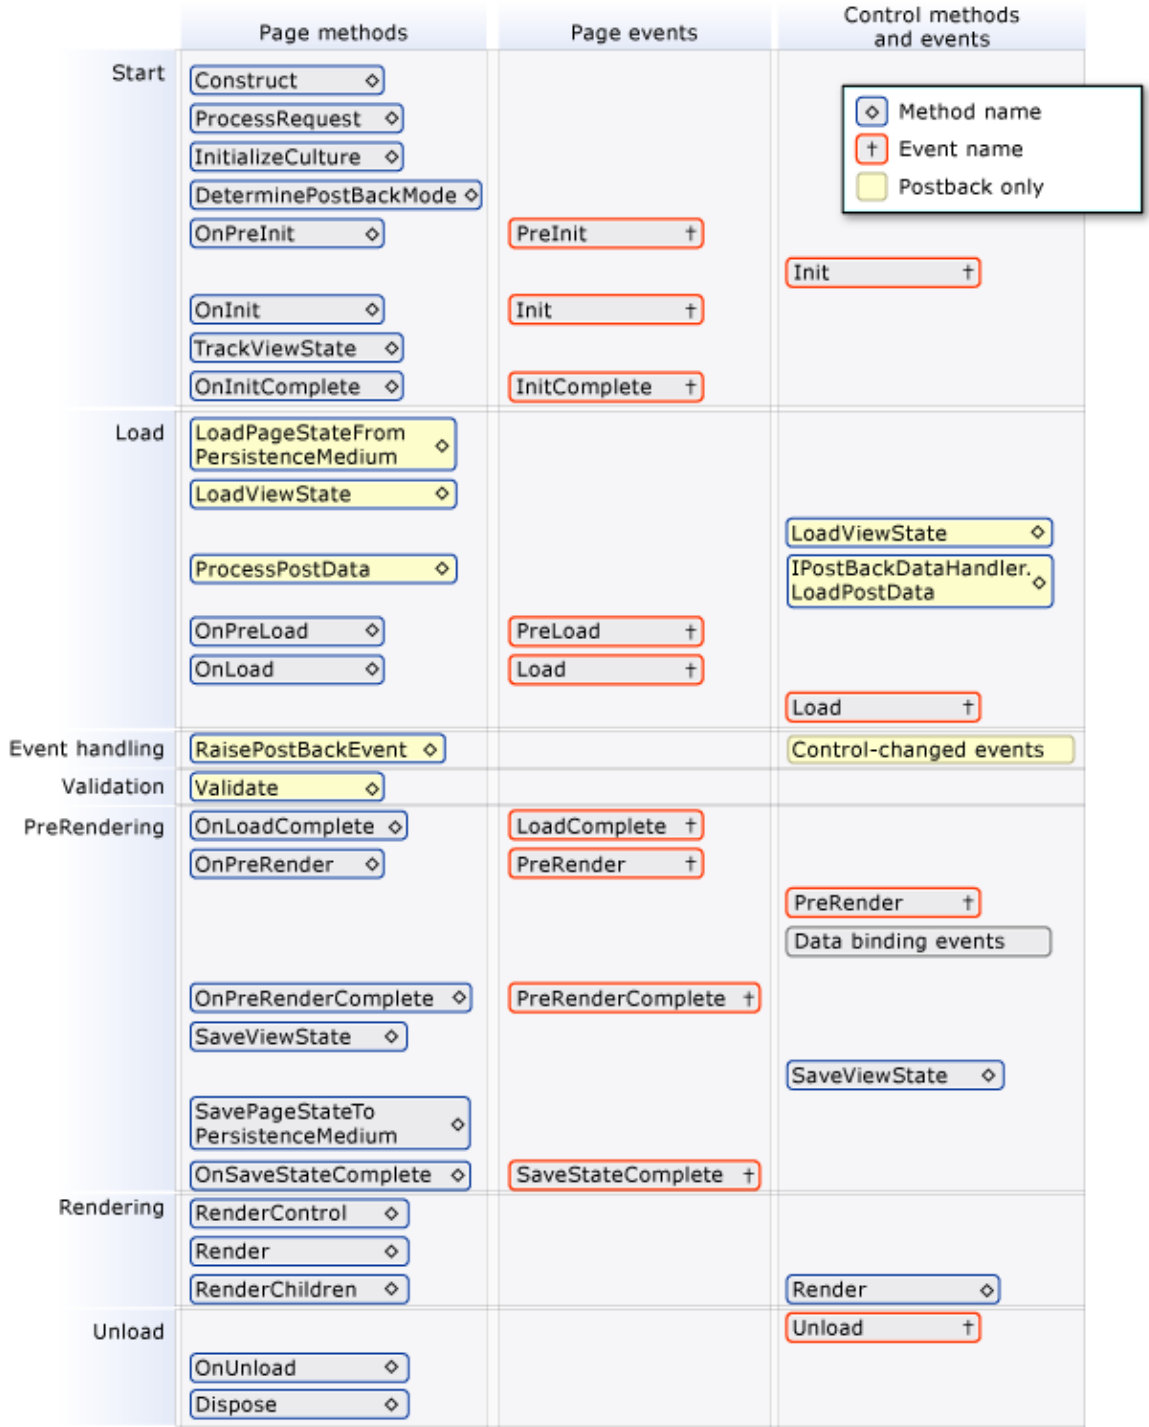 Page methods
Page events
Control methods
and events
Start
Construct ◇
ProcessRequest ◇
InitializeCulture ◇
DeterminePostBackMode ◇
OnPreInit ◇
PreInit †
Init †
OnInit ◇
Init †
TrackViewState ◇
OnInitComplete ◇
InitComplete †
◇ Method name
† Event name
Postback only
Load
LoadPageStateFrom
PersistenceMedium ◇
LoadViewState ◇
LoadViewState ◇
ProcessPostData ◇
IPostBackDataHandler.
LoadPostData ◇
OnPreLoad ◇
PreLoad †
OnLoad ◇
Load †
Load †
Event handling
RaisePostBackEvent ◇
Control-changed events
Validation
Validate ◇
PreRendering
OnLoadComplete ◇
LoadComplete †
OnPreRender ◇
PreRender †
PreRender †
Data binding events
OnPreRenderComplete ◇
PreRenderComplete †
SaveViewState ◇
SaveViewState ◇
SavePageStateTo
PersistenceMedium ◇
OnSaveStateComplete ◇
SaveStateComplete †
Rendering
RenderControl ◇
Render ◇
RenderChildren ◇
Render ◇
Unload
Unload †
OnUnload ◇
Dispose ◇